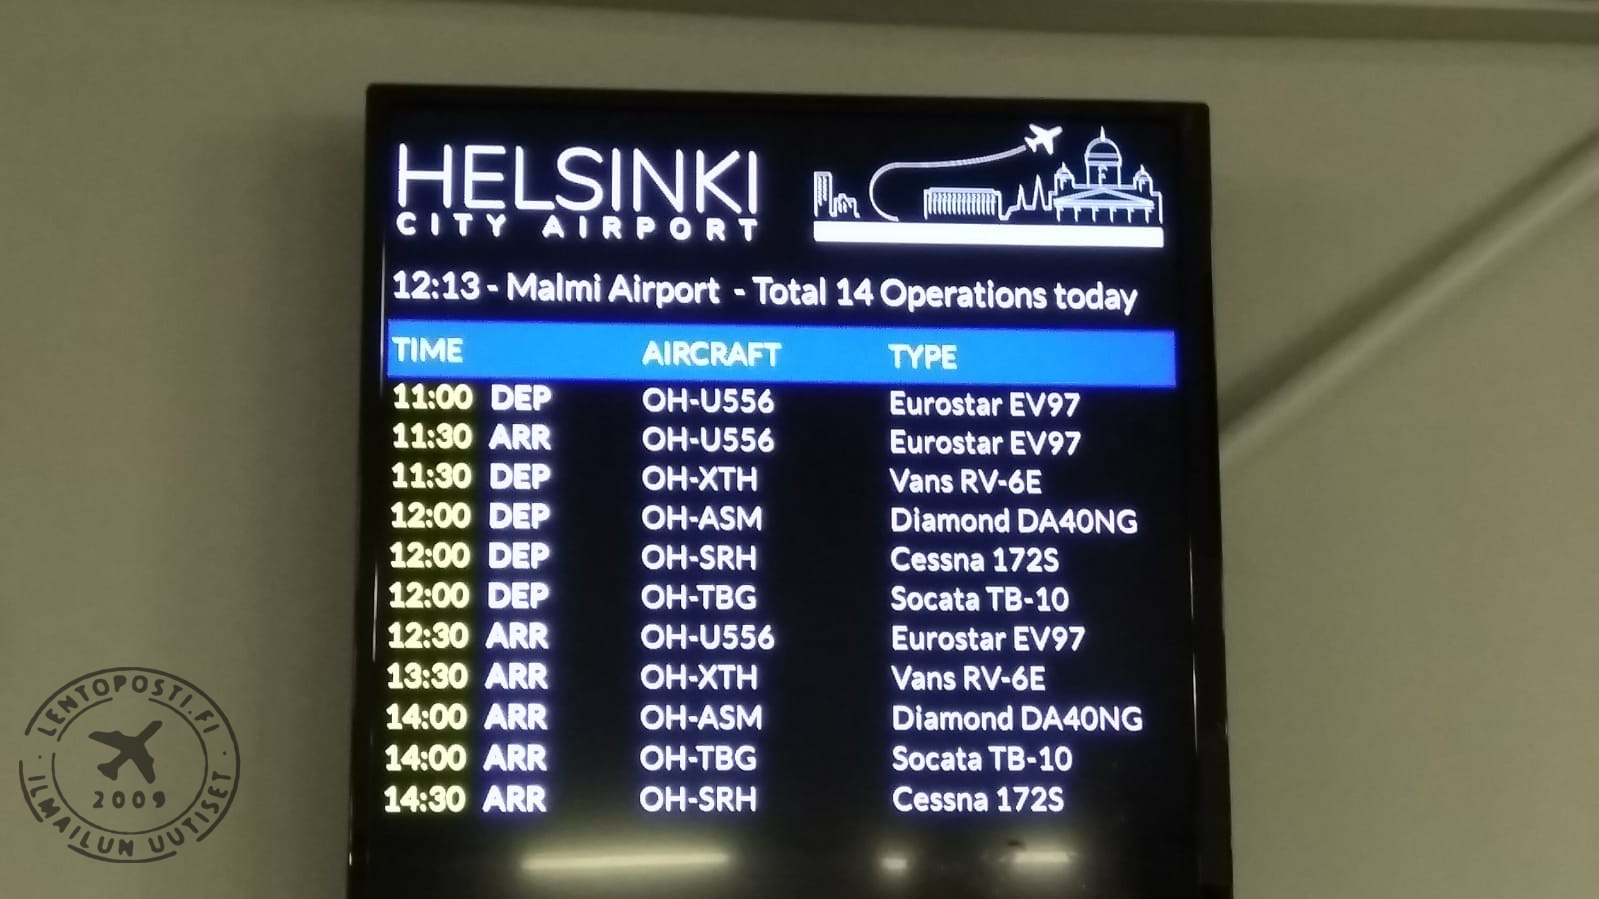 HELSINKI
CITY AIRPORT
12:13 - Malmi Airport - Total 14 Operations today
TIME AIRCRAFT TYPE
11:00 DEP OH-U556 Eurostar EV97
11:30 ARR OH-U556 Eurostar EV97
11:30 DEP OH-XTH Vans RV-6E
12:00 DEP OH-ASM Diamond DA40NG
12:00 DEP OH-SRH Cessna 172S
12:00 DEP OH-TBG Socata TB-10
12:30 ARR OH-U556 Eurostar EV97
13:30 ARR OH-XTH Vans RV-6E
14:00 ARR OH-ASM Diamond DA40NG
14:00 ARR OH-TBG Socata TB-10
14:30 ARR OH-SRH Cessna 172S
LENTOPOSTI.FI
2009
ILMAILUN UUTISET